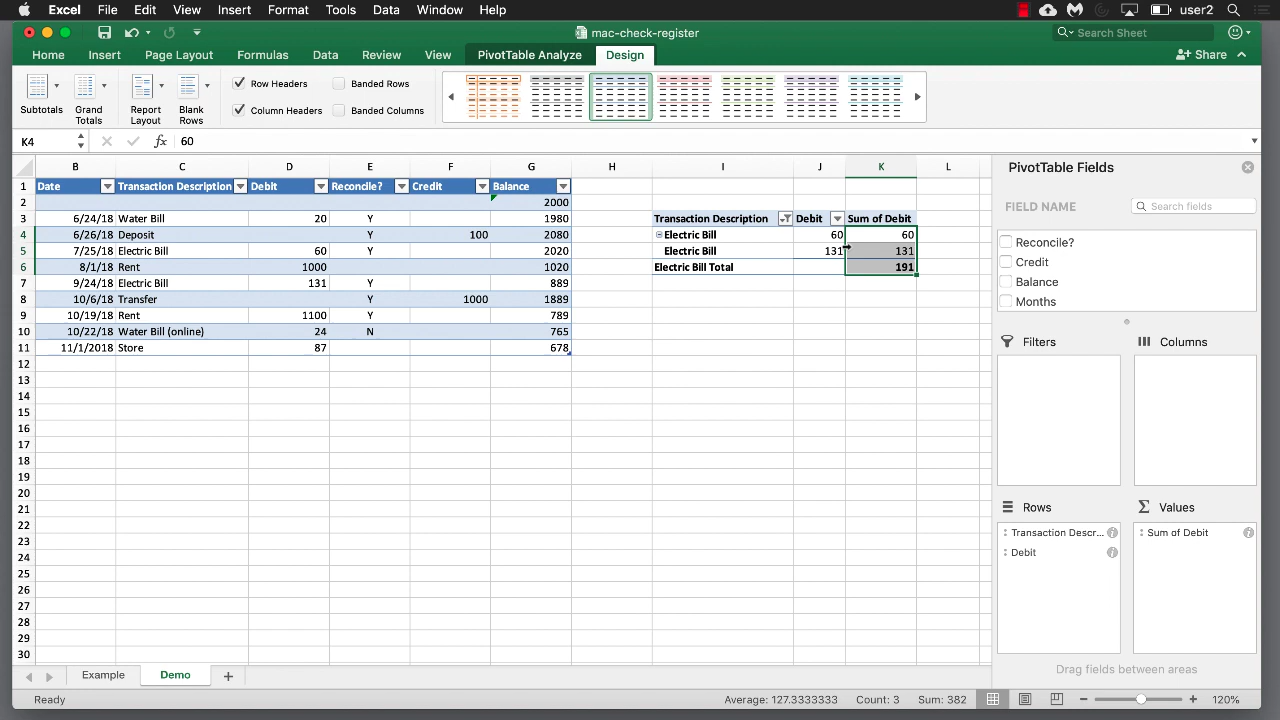 Excel File Edit View Insert Format Tools Data Window Help user2
mac-check-register
Search Sheet
Home Insert Page Layout Formulas Data Review View PivotTable Analyze Design Share
Subtotals Grand Totals Report Layout Blank Rows
Row Headers Banded Rows
Column Headers Banded Columns
K4 fx 60
B C D E F G H I J K L
1 Date Transaction Description Debit Reconcile? Credit Balance
2 2000
3 6/24/18 Water Bill 20 Y 1980 Transaction Description Debit Sum of Debit
4 6/26/18 Deposit Y 100 2080 Electric Bill 60 60
5 7/25/18 Electric Bill 60 Y 2020 Electric Bill 131 131
6 8/1/18 Rent 1000 1020 Electric Bill Total 191
7 9/24/18 Electric Bill 131 Y 889
8 10/6/18 Transfer Y 1000 1889
9 10/19/18 Rent 1100 Y 789
10 10/22/18 Water Bill (online) 24 N 765
11 11/1/2018 Store 87 678
12
13
14
15
16
17
18
19
20
21
22
23
24
25
26
27
28
29
30
PivotTable Fields
FIELD NAME Search fields
Reconcile?
Credit
Balance
Months
Filters Columns
Rows Values
Transaction Descr... Sum of Debit
Debit
Drag fields between areas
Example Demo
Ready Average: 127.3333333 Count: 3 Sum: 382 120%